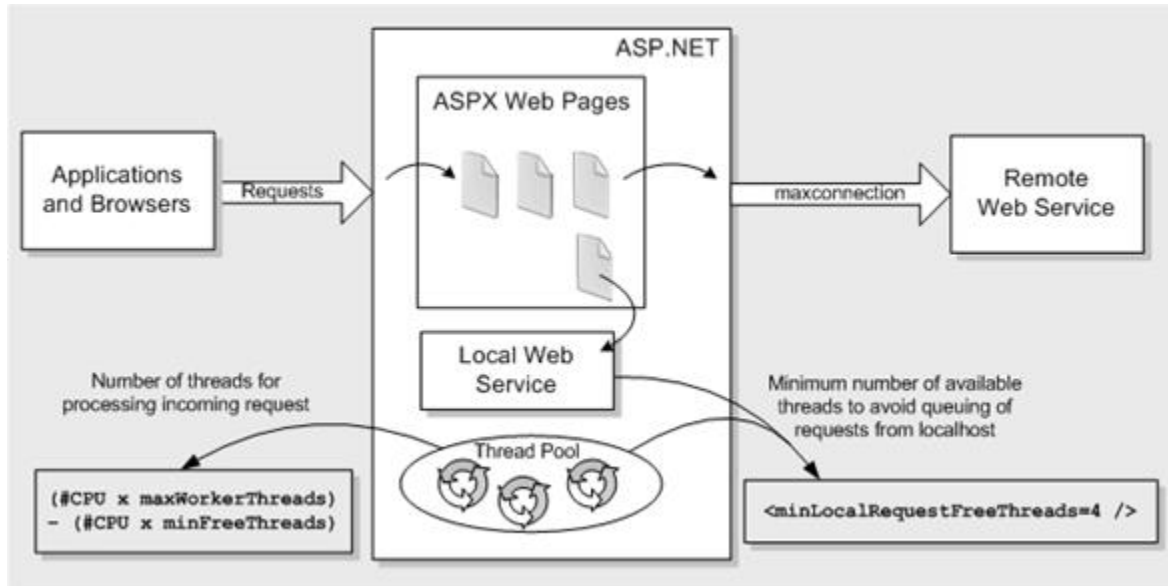 ASP.NET
ASPX Web Pages
Applications
and Browsers
Requests
maxconnection
Remote
Web Service
Local Web
Service
Number of threads for
processing incoming request
Minimum number of available
threads to avoid queuing of
requests from localhost
Thread Pool
(#CPU x maxWorkerThreads)
- (#CPU x minFreeThreads)
<minLocalRequestFreeThreads=4 />